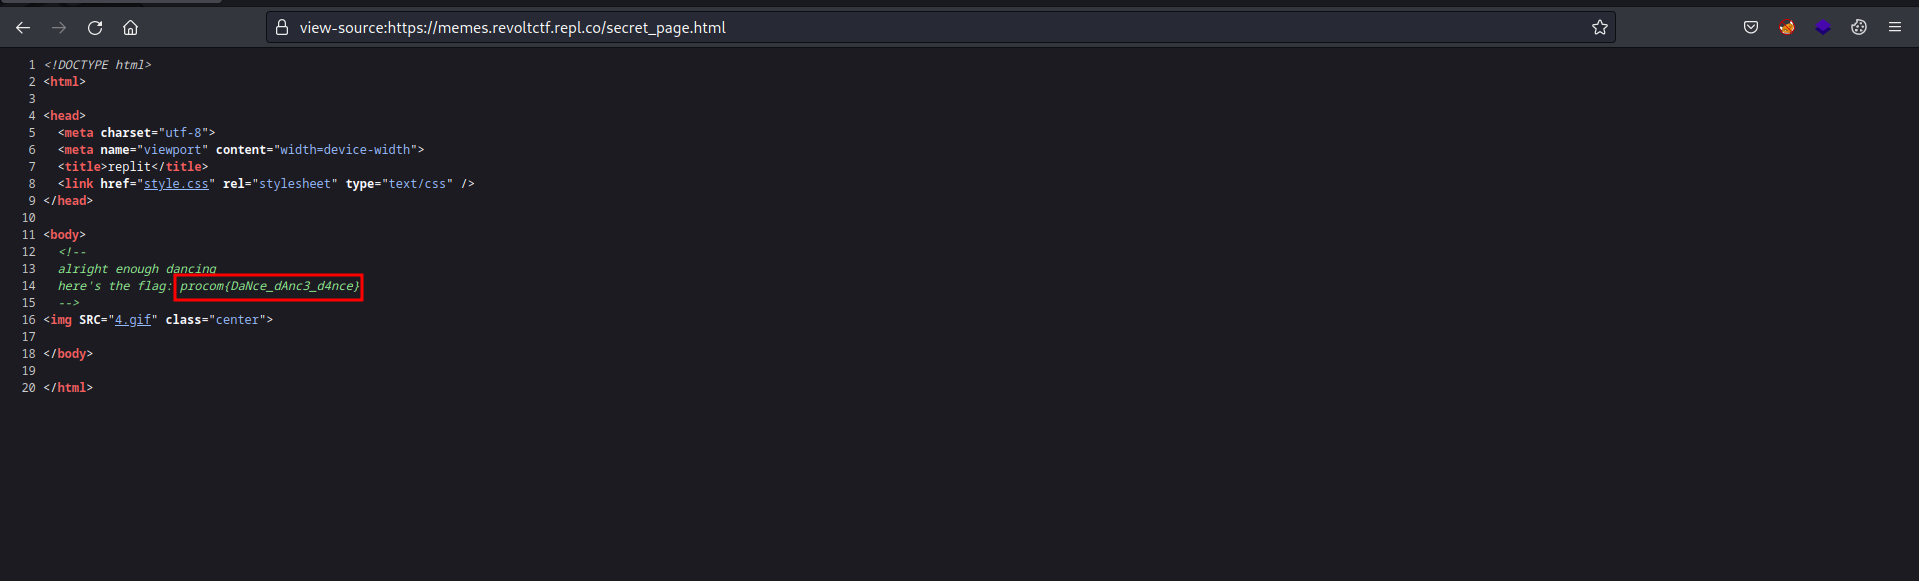 view-source:https://memes.revoltctf.repl.co/secret_page.html
1 <!DOCTYPE html>
2 <html>
3
4 <head>
5   <meta charset="utf-8">
6   <meta name="viewport" content="width=device-width">
7   <title>replit</title>
8   <link href="style.css" rel="stylesheet" type="text/css" />
9 </head>
10
11 <body>
12   <!--
13   alright enough dancing
14   here's the flag: procom{DaNce_dAnc3_d4nce}
15   -->
16 <img SRC="4.gif" class="center">
17
18 </body>
19
20 </html>